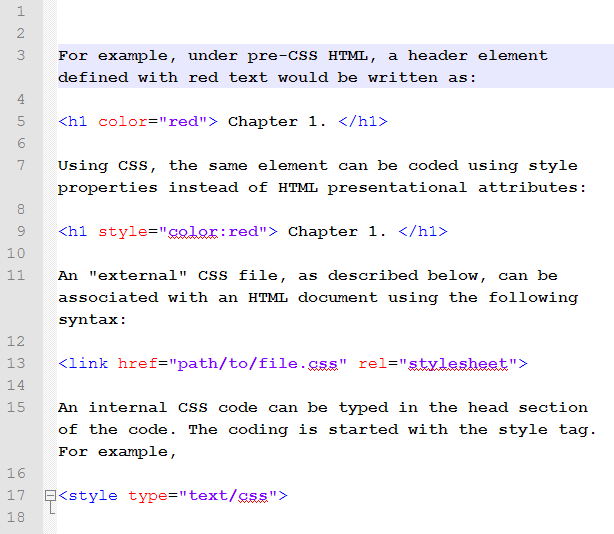 1
2
3 For example, under pre-CSS HTML, a header element
defined with red text would be written as:
4
5 <h1 color="red"> Chapter 1. </h1>
6
7 Using CSS, the same element can be coded using style
properties instead of HTML presentational attributes:
8
9 <h1 style="color:red"> Chapter 1. </h1>
10
11 An "external" CSS file, as described below, can be
associated with an HTML document using the following
syntax:
12
13 <link href="path/to/file.css" rel="stylesheet">
14
15 An internal CSS code can be typed in the head section
of the code. The coding is started with the style tag.
For example,
16
17 <style type="text/css">
18